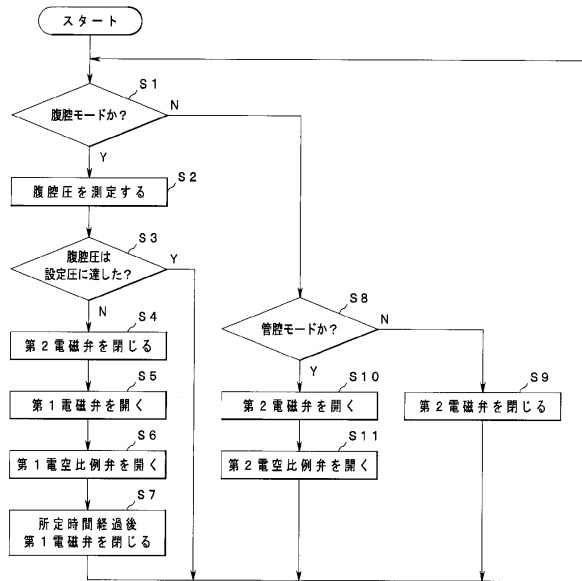 スタート
S1
腹腔モードか?
N
Y
S2
腹腔圧を測定する
S3
腹腔圧は
設定圧に達した?
Y
N
S4
第2電磁弁を閉じる
S5
第1電磁弁を開く
S6
第1電空比例弁を開く
S7
所定時間経過後
第1電磁弁を閉じる
S8
管腔モードか?
N
Y
S10
第2電磁弁を開く
S11
第2電空比例弁を開く
S9
第2電磁弁を閉じる